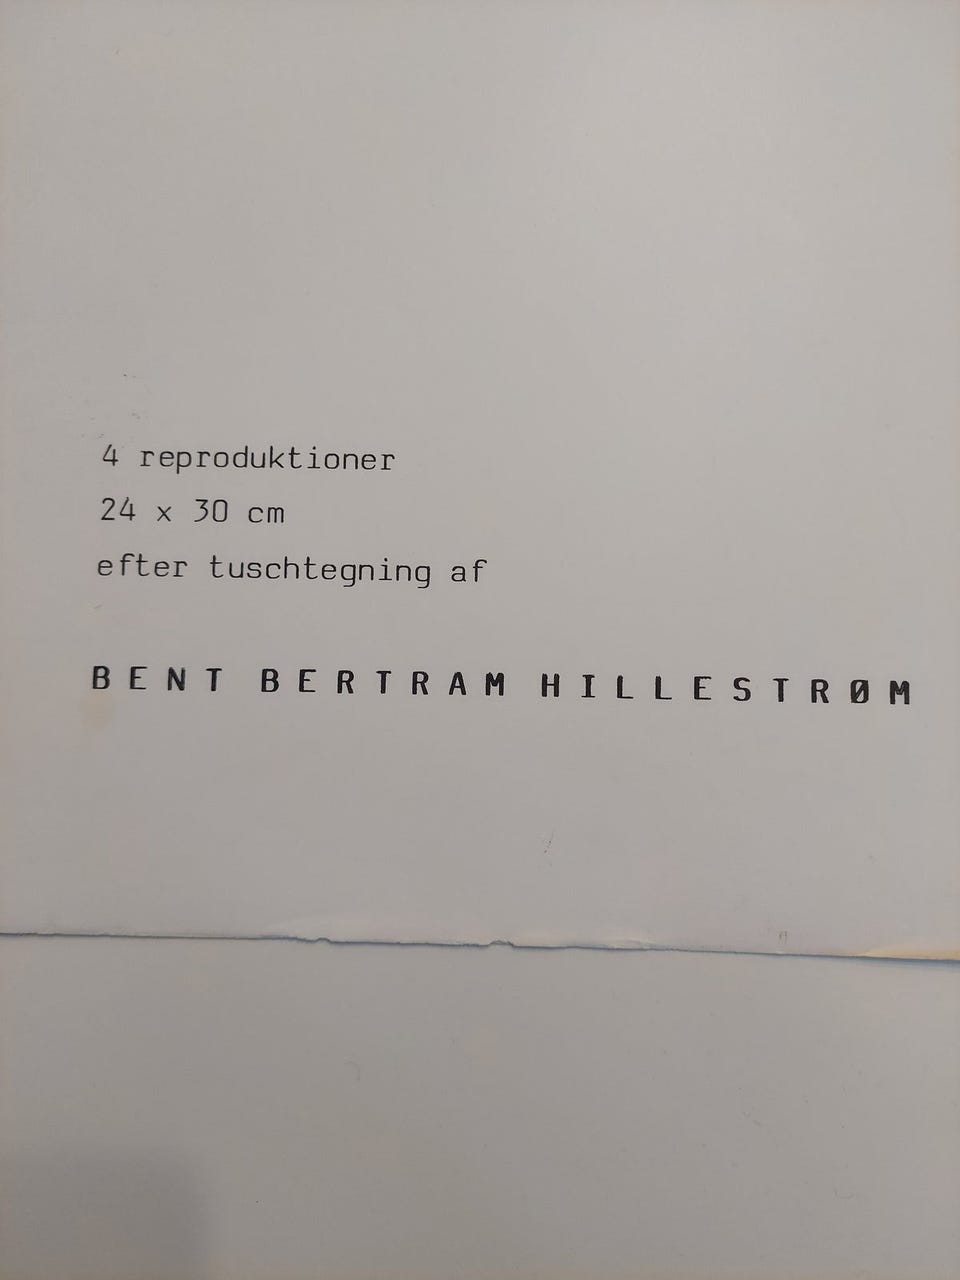 4 reproduktioner
24 x 30 cm
efter tuschtegning af
BENT BERTRAM HILLESTRØM